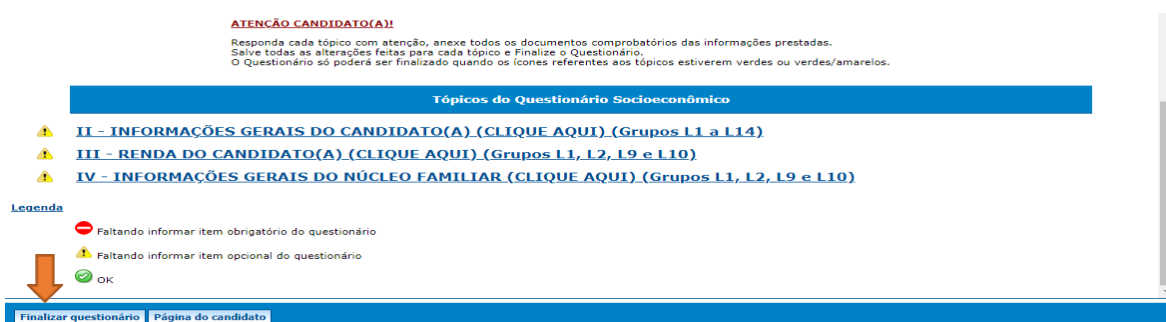 ATENÇÃO CANDIDATO(A)!
Responda cada tópico com atenção, anexe todos os documentos comprobatórios das informações prestadas.
Salve todas as alterações feitas para cada tópico e Finalize o Questionário.
O Questionário só poderá ser finalizado quando os ícones referentes aos tópicos estiverem verdes ou verdes/amarelos.
Tópicos do Questionário Socioeconômico
II - INFORMAÇÕES GERAIS DO CANDIDATO(A) (CLIQUE AQUI) (Grupos L1 a L14)
III - RENDA DO CANDIDATO(A) (CLIQUE AQUI) (Grupos L1, L2, L9 e L10)
IV - INFORMAÇÕES GERAIS DO NÚCLEO FAMILIAR (CLIQUE AQUI) (Grupos L1, L2, L9 e L10)
Legenda
Faltando informar item obrigatório do questionário
Faltando informar item opcional do questionário
OK
Finalizar questionário Página do candidato